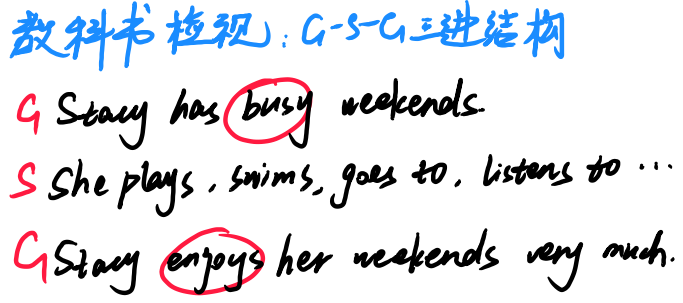 教科书检视：G-S-G三进结构
G Stacy has busy weekends.
S She plays, swims, goes to, listens to ...
G Stacy enjoys her weekends very much.